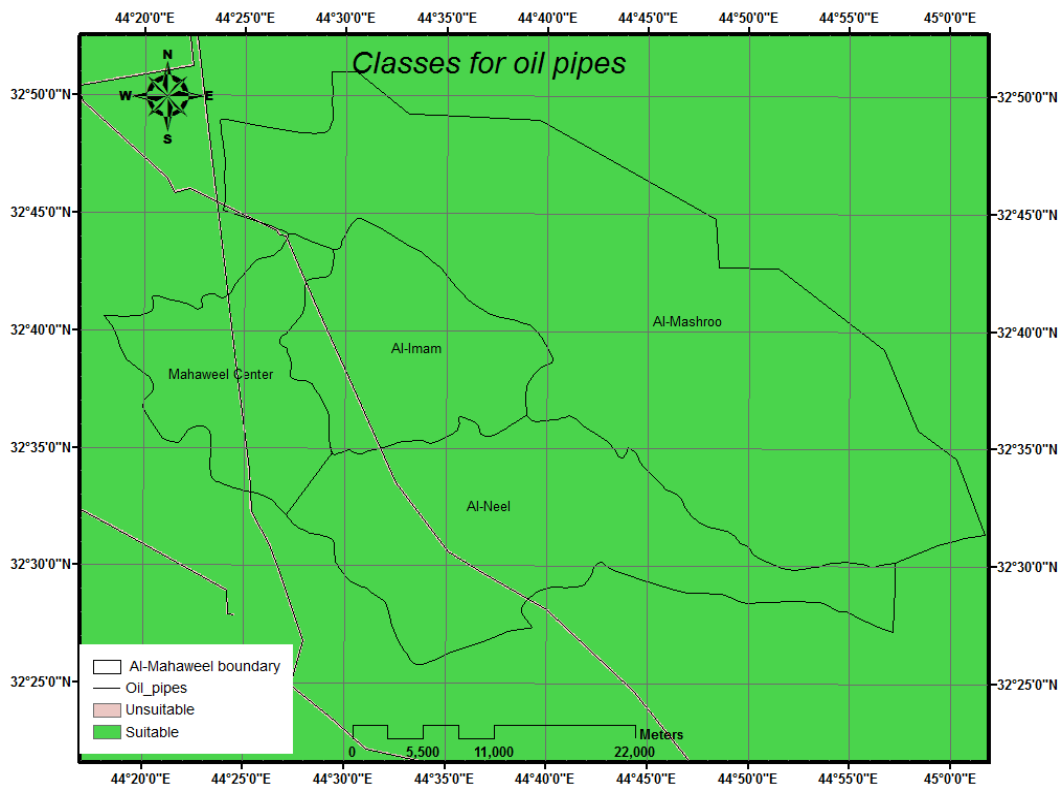 44°20'0"E 44°25'0"E 44°30'0"E 44°35'0"E 44°40'0"E 44°45'0"E 44°50'0"E 44°55'0"E 45°0'0"E
Classes for oil pipes
N
W E
S
32°50'0"N 32°50'0"N
32°45'0"N 32°45'0"N
32°40'0"N 32°40'0"N
Al-Mashroo
Al-Imam
Mahaweel Center
32°35'0"N 32°35'0"N
Al-Neel
32°30'0"N 32°30'0"N
32°25'0"N 32°25'0"N
Al-Mahaweel boundary
Oil_pipes
Unsuitable
Suitable
Meters
0 5,500 11,000 22,000
44°20'0"E 44°25'0"E 44°30'0"E 44°35'0"E 44°40'0"E 44°45'0"E 44°50'0"E 44°55'0"E 45°0'0"E